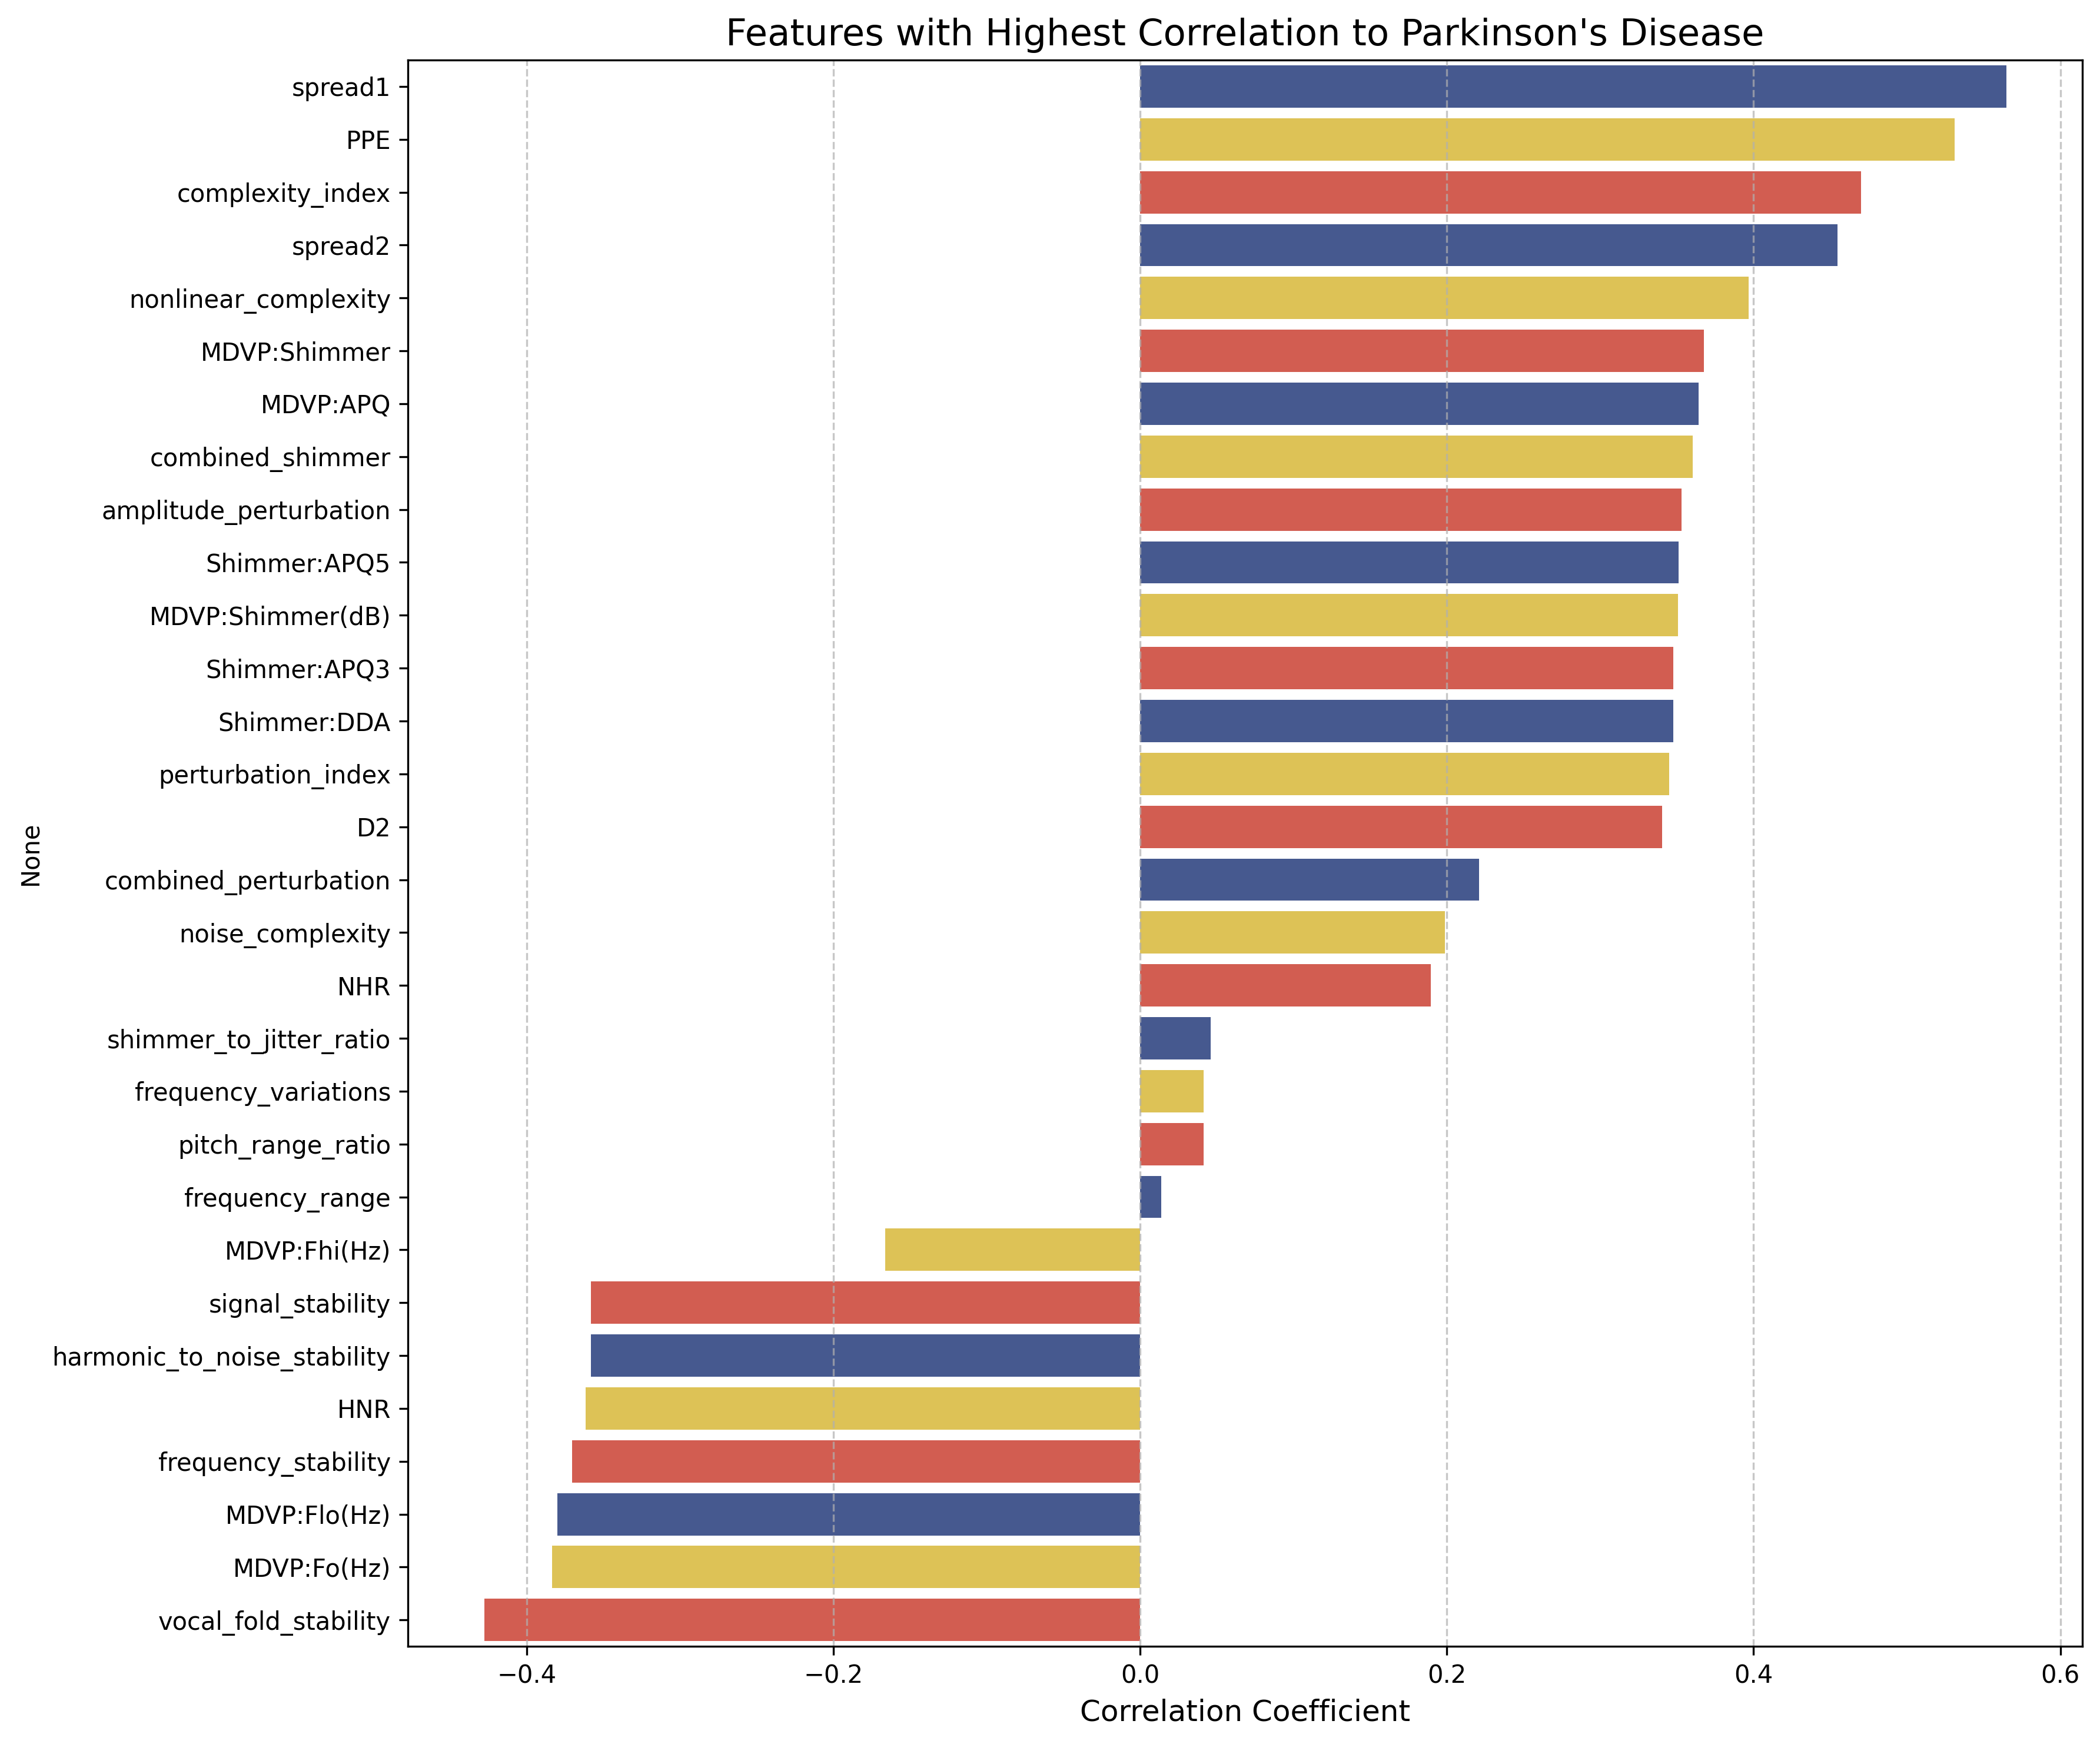 Features with Highest Correlation to Parkinson's Disease
spread1
PPE
complexity_index
spread2
nonlinear_complexity
MDVP:Shimmer
MDVP:APQ
combined_shimmer
amplitude_perturbation
Shimmer:APQ5
MDVP:Shimmer(dB)
Shimmer:APQ3
Shimmer:DDA
perturbation_index
D2
combined_perturbation
noise_complexity
NHR
shimmer_to_jitter_ratio
frequency_variations
pitch_range_ratio
frequency_range
MDVP:Fhi(Hz)
signal_stability
harmonic_to_noise_stability
HNR
frequency_stability
MDVP:Flo(Hz)
MDVP:Fo(Hz)
vocal_fold_stability
None
−0.4 −0.2 0.0 0.2 0.4 0.6
Correlation Coefficient